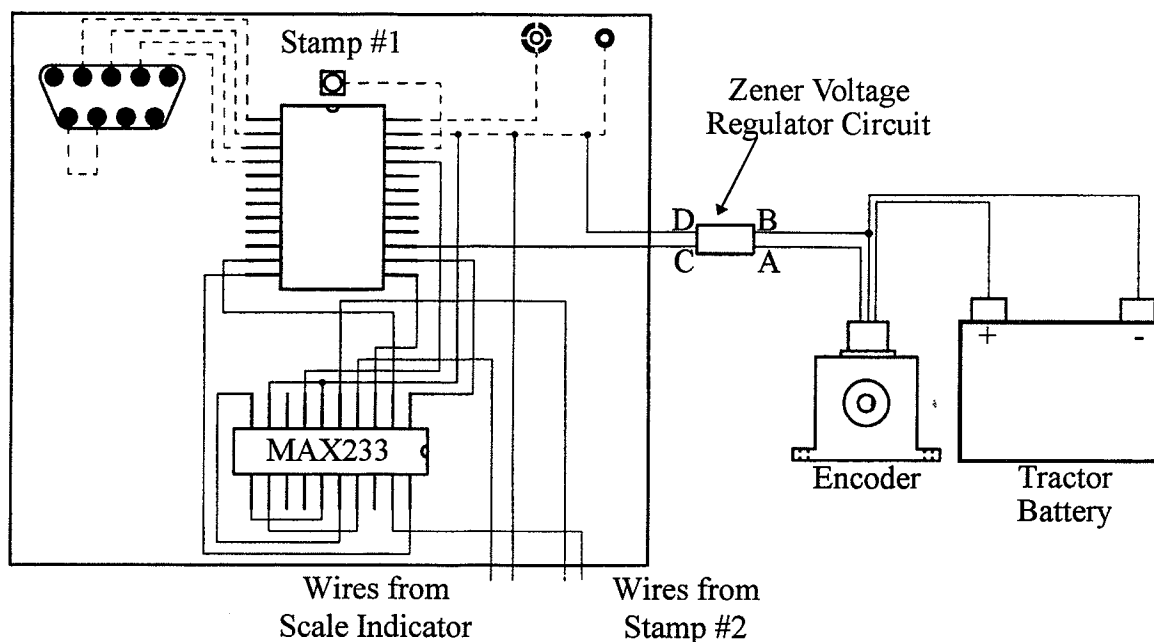 Stamp #1
Zener Voltage
Regulator Circuit
D
B
C
A
+
-
MAX233
Encoder
Tractor
Battery
Wires from
Scale Indicator
Wires from
Stamp #2